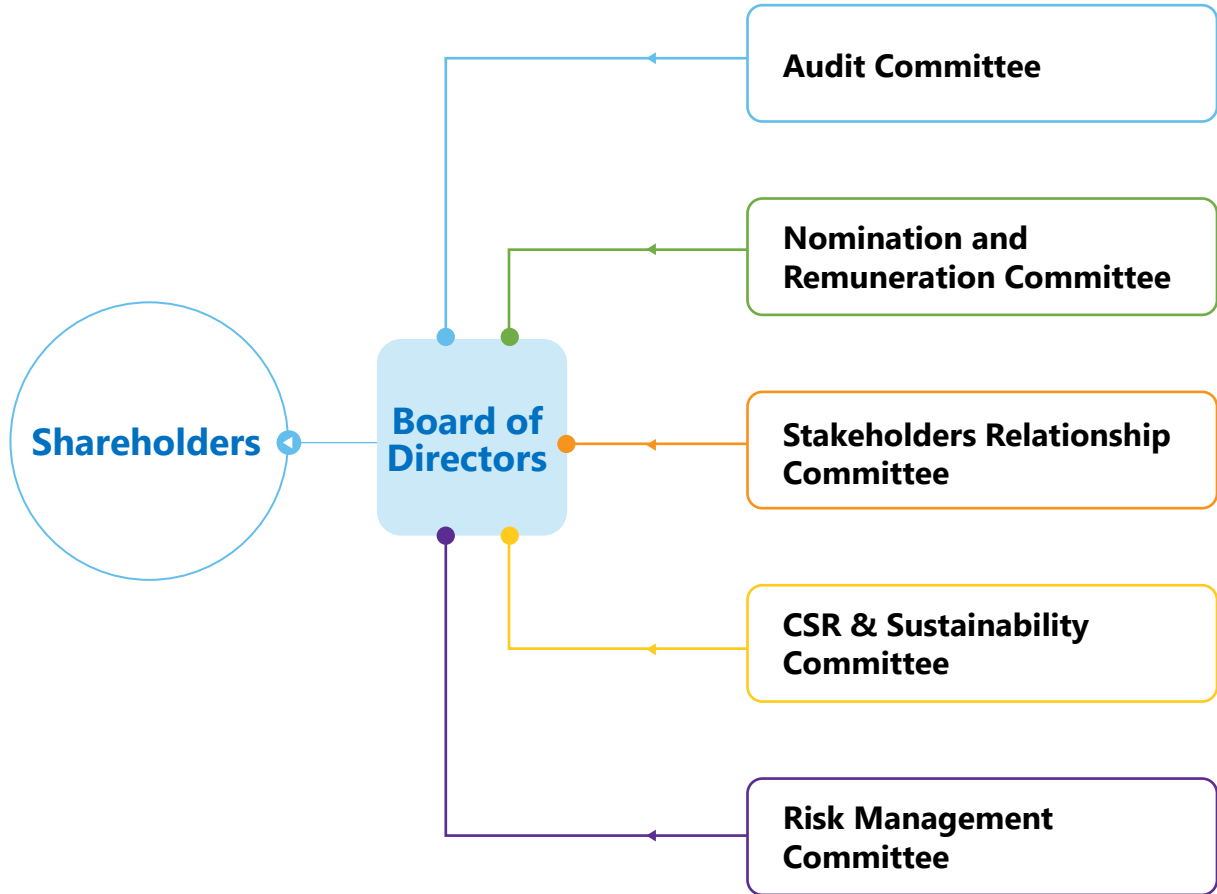 Shareholders
Board of
Directors
Audit Committee
Nomination and
Remuneration Committee
Stakeholders Relationship
Committee
CSR & Sustainability
Committee
Risk Management
Committee